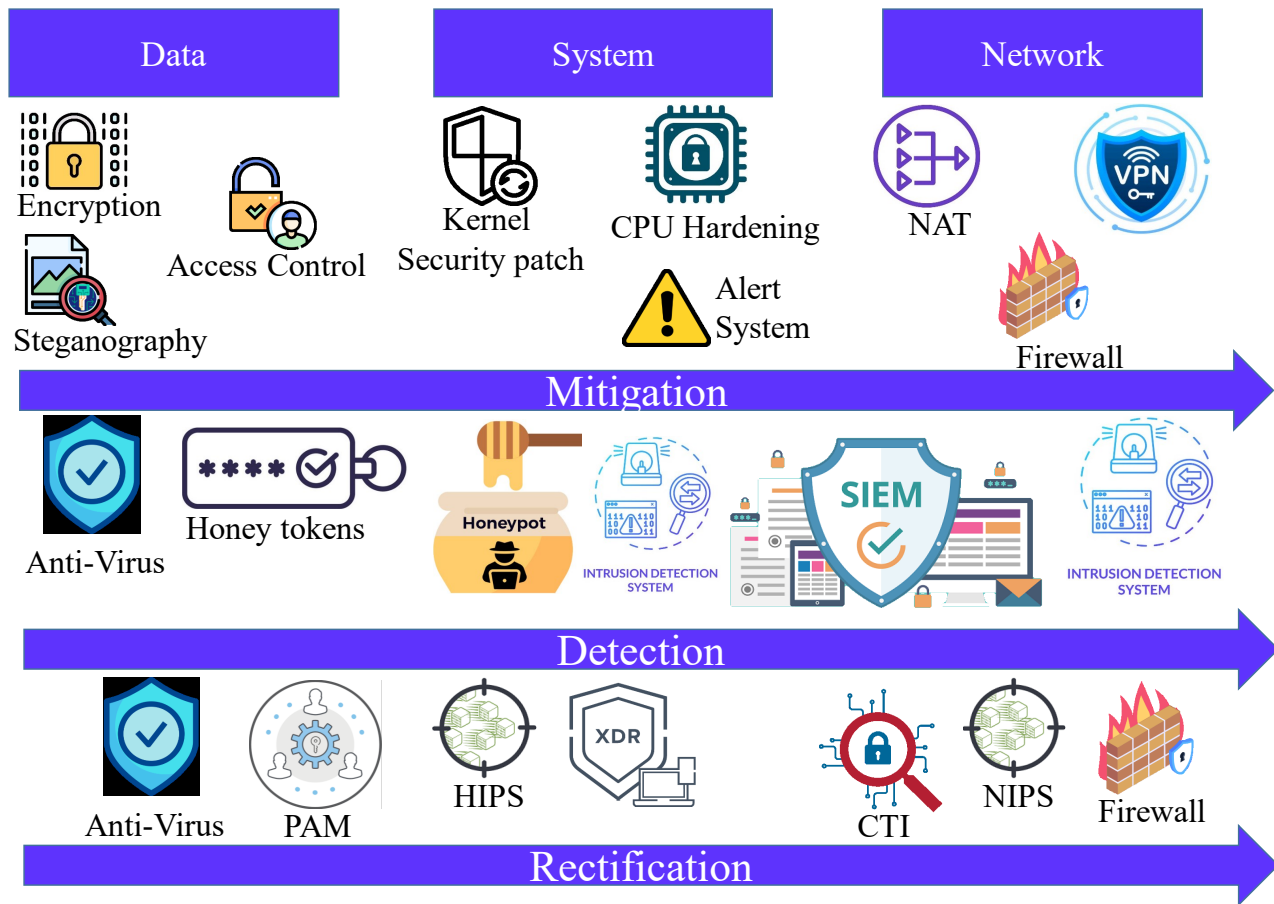 Data
System
Network
Encryption
Access Control
Steganography
Kernel
Security patch
CPU Hardening
Alert
System
NAT
VPN
Firewall
Mitigation
Anti-Virus
****
Honey tokens
Honeypot
INTRUSION DETECTION
SYSTEM
SIEM
INTRUSION DETECTION
SYSTEM
Detection
Anti-Virus
PAM
HIPS
XDR
CTI
NIPS
Firewall
Rectification